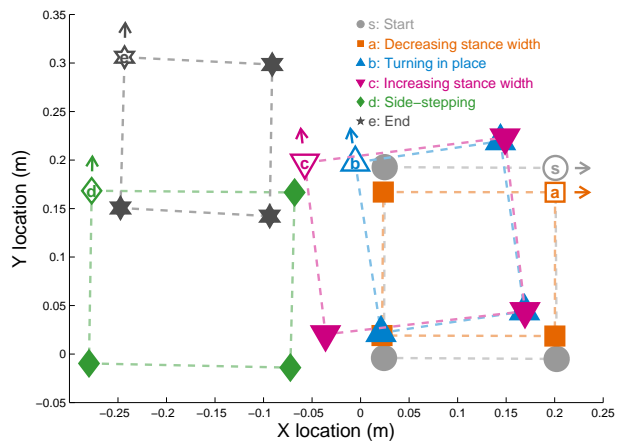 0.35
0.3
0.25
0.2
0.15
0.1
0.05
0
−0.05
Y location (m)
s: Start
a: Decreasing stance width
b: Turning in place
c: Increasing stance width
d: Side-stepping
e: End
e
d
c
b
s
a
−0.25 −0.2 −0.15 −0.1 −0.05 0 0.05 0.1 0.15 0.2 0.25
X location (m)